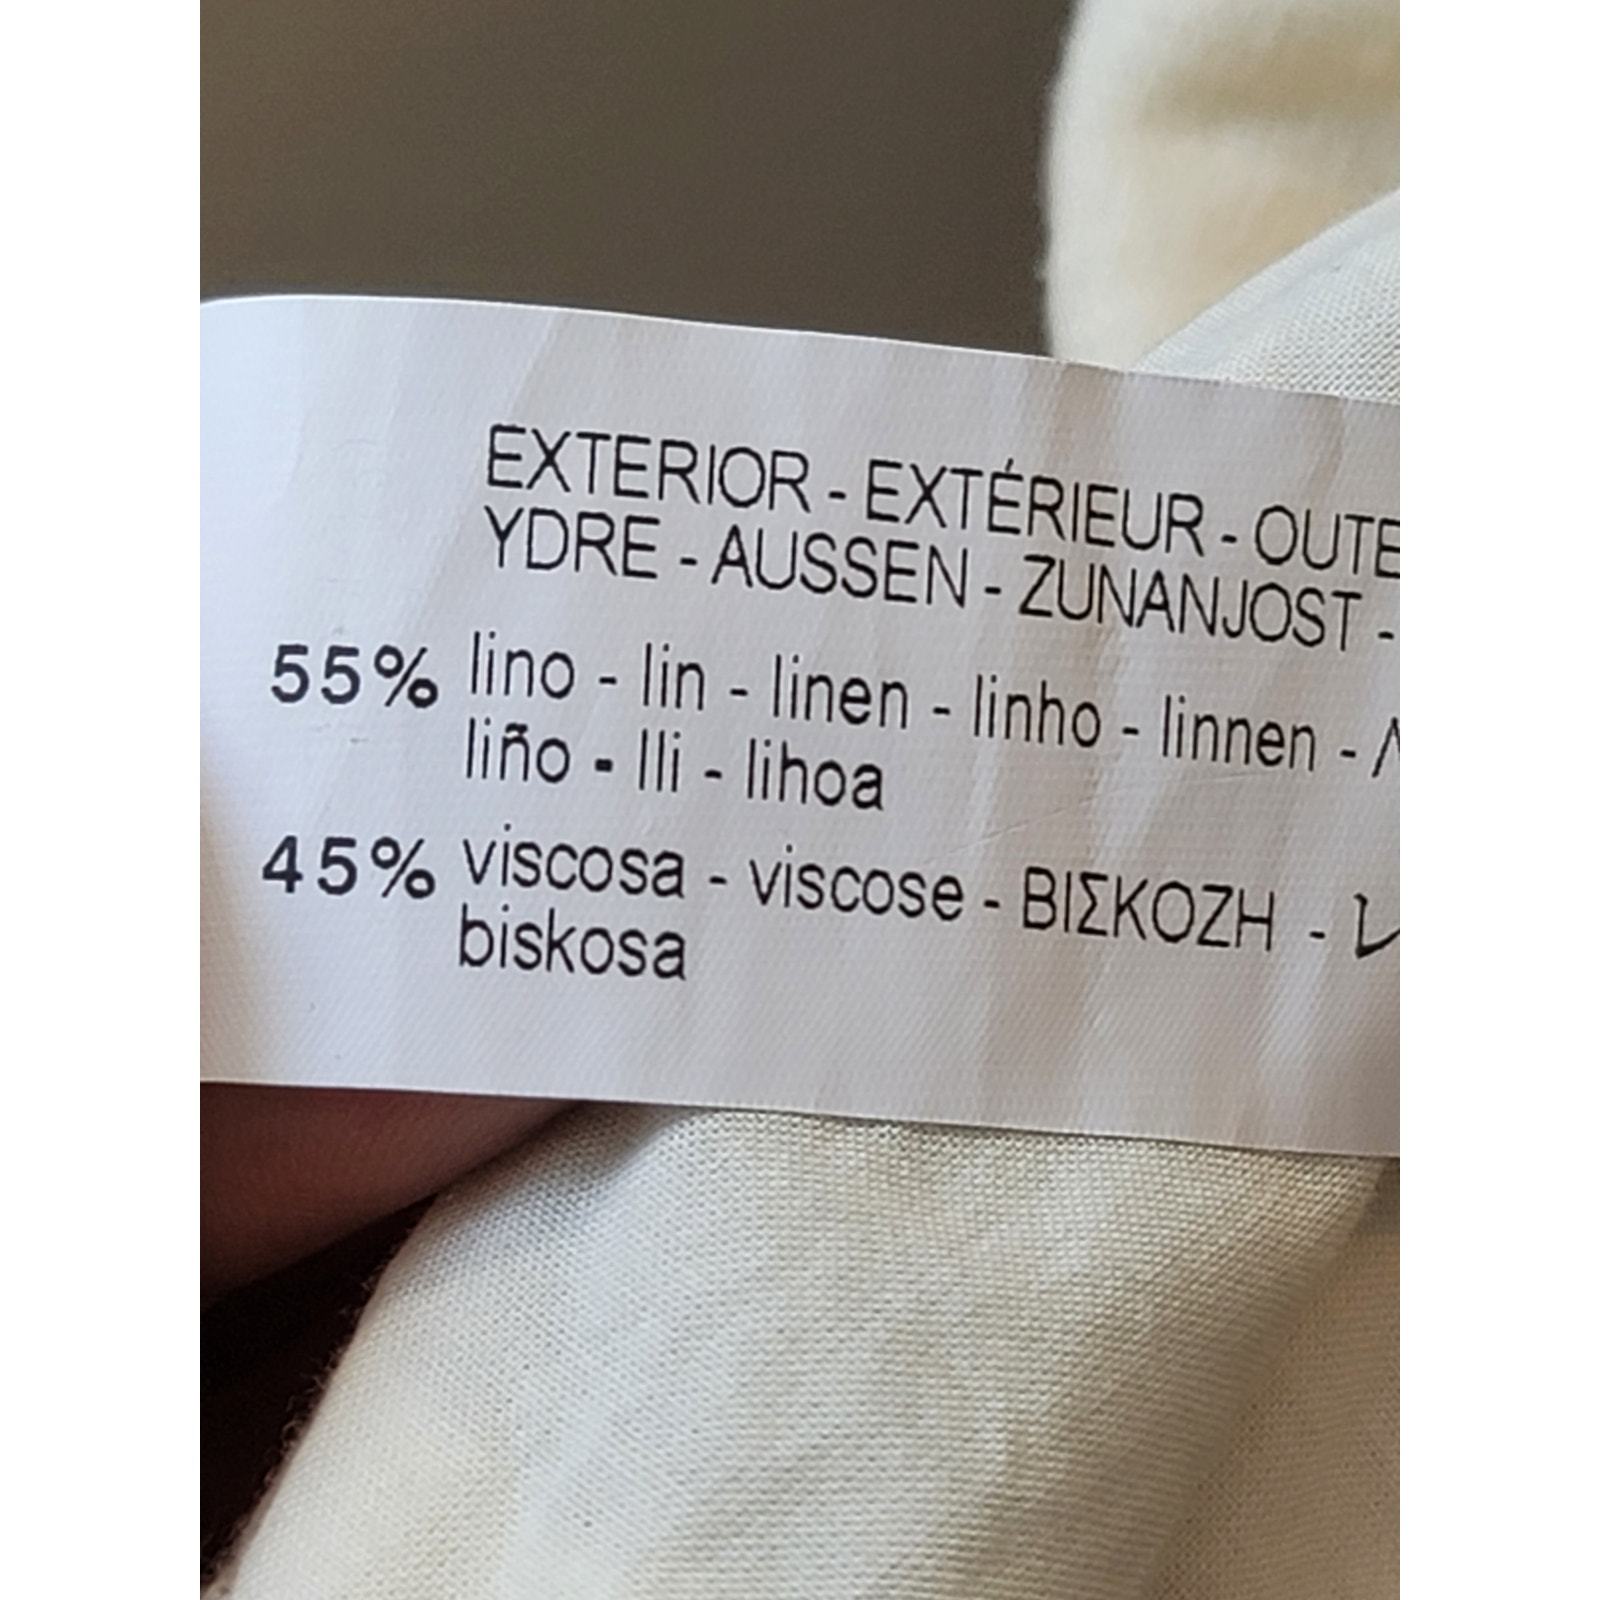 EXTERIOR - EXTÉRIEUR -
YDRE - AUSSEN - ZUNANJOST -
55% lino - lin - linen - linho - linnen -
liño - lli - lihoa
45% viscosa - viscose - ΒΙΣΚΟΖΗ -
biskosa